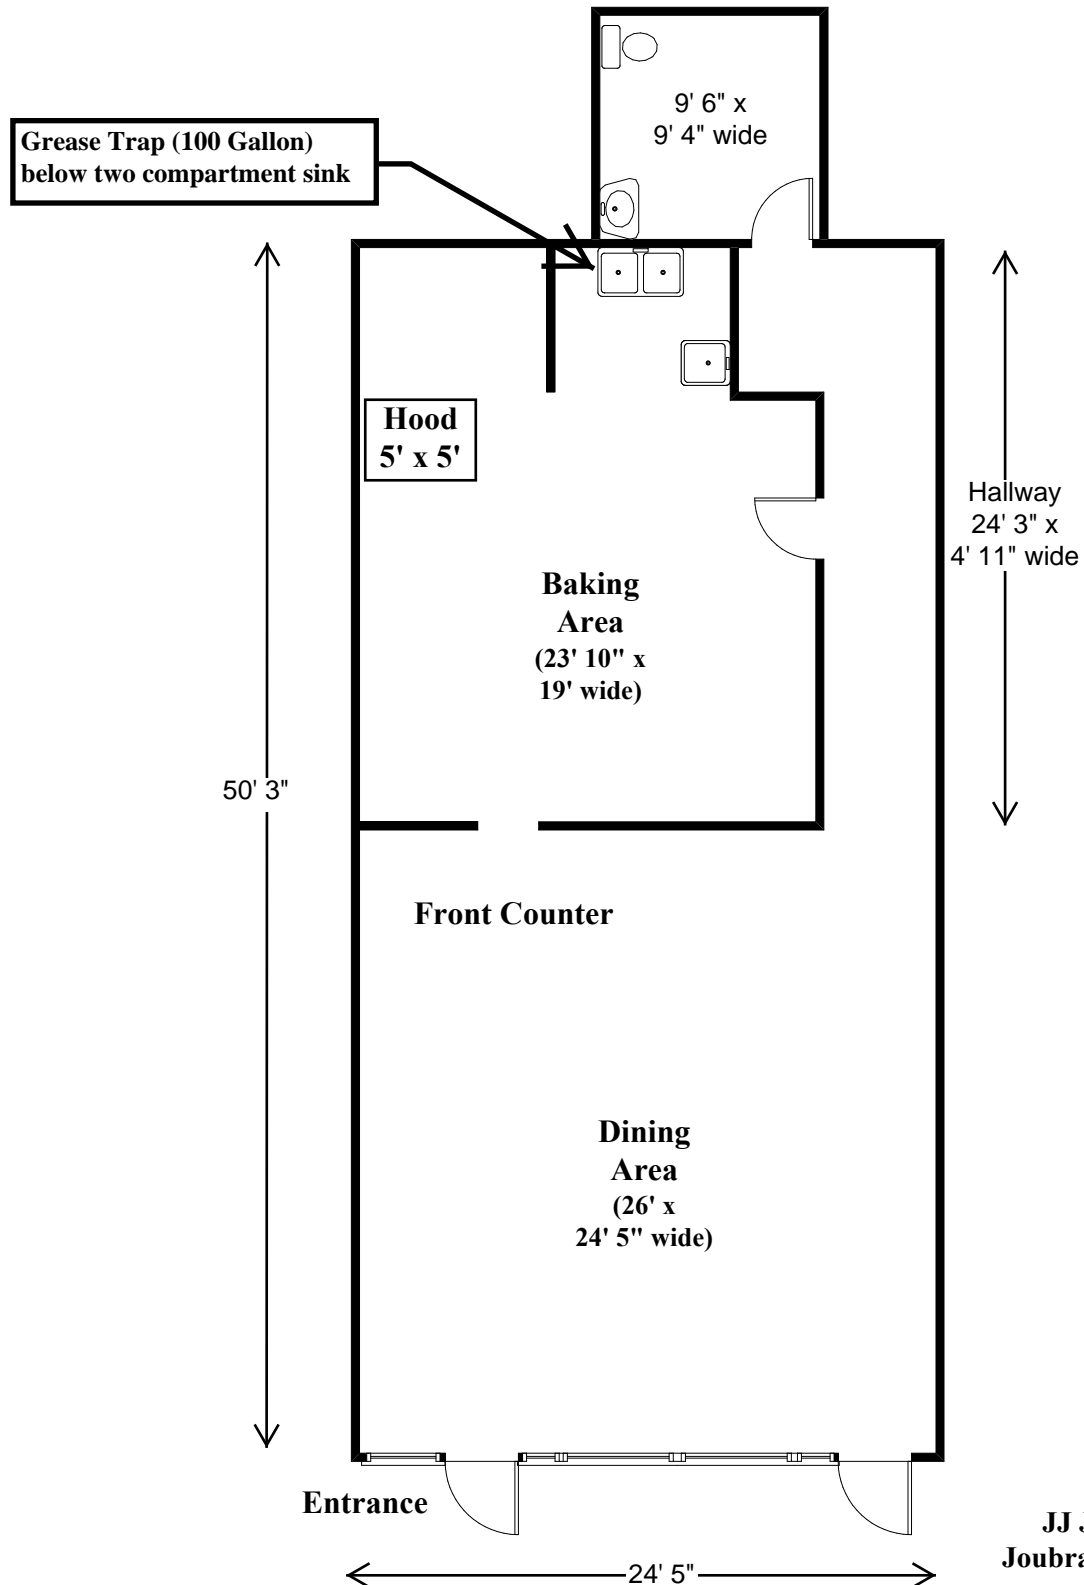 9' 6" x
9' 4" wide
Grease Trap (100 Gallon)
below two compartment sink
Hood
5' x 5'
Hallway
24' 3" x
4' 11" wide
Baking
Area
(23' 10" x
19' wide)
50' 3"
Front Counter
Dining
Area
(26' x
24' 5" wide)
Entrance
JJ
24' 5"